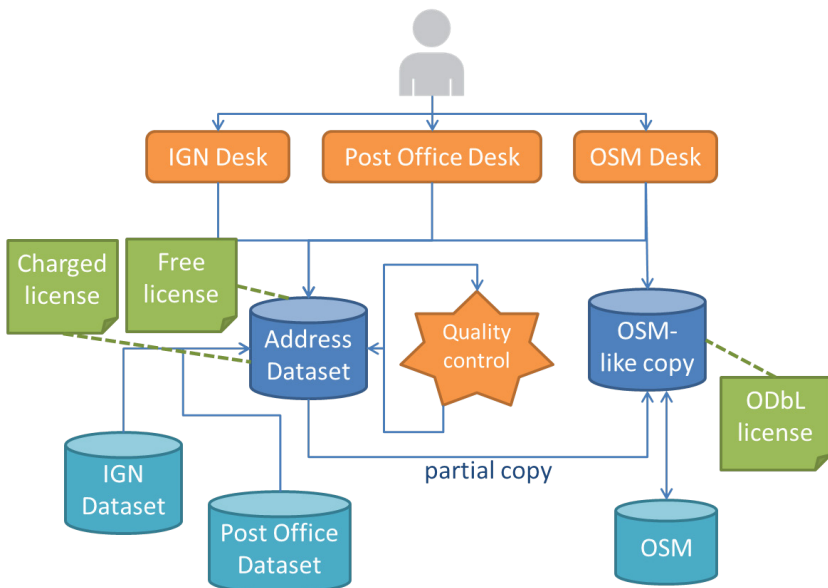 IGN Desk
Post Office Desk
OSM Desk
Charged
license
Free
license
Address
Dataset
Quality
control
OSM-
like copy
ODbL
license
partial copy
IGN
Dataset
Post Office
Dataset
OSM